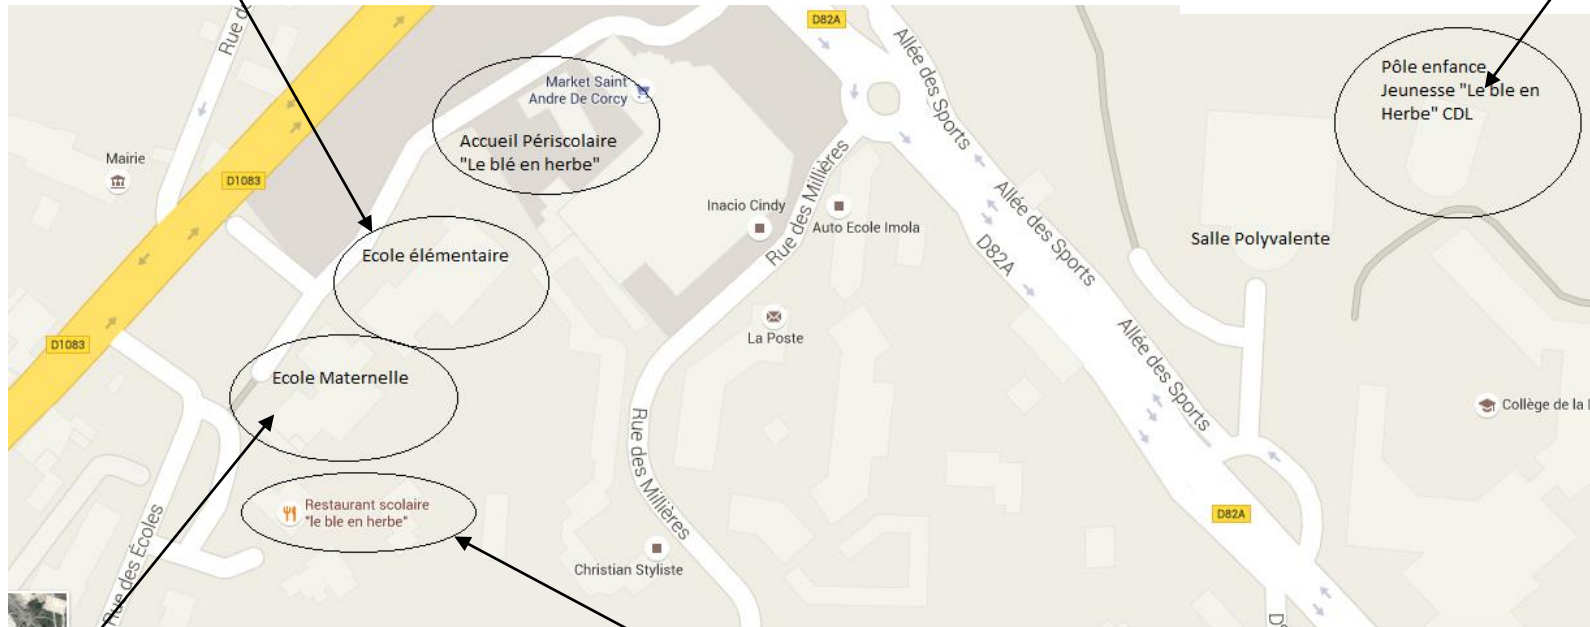 Rue d
D82A
Allée des Sports
Market Saint
Andre De Corcy
Accueil Périscolaire
"Le blé en herbe"
Pôle enfance
Jeunesse "Le ble en
Herbe" CDL
Mairie
D1083
Rue des Millières
Inacio Cindy
Auto Ecole Imola
Allée des Sports
D82A
Salle Polyvalente
Ecole élémentaire
La Poste
D1083
Allée des Sports
Ecole Maternelle
Collège de la
Rue des Millières
Restaurant scolaire
"le ble en herbe"
D82A
Rue des Écoles
Christian Styliste